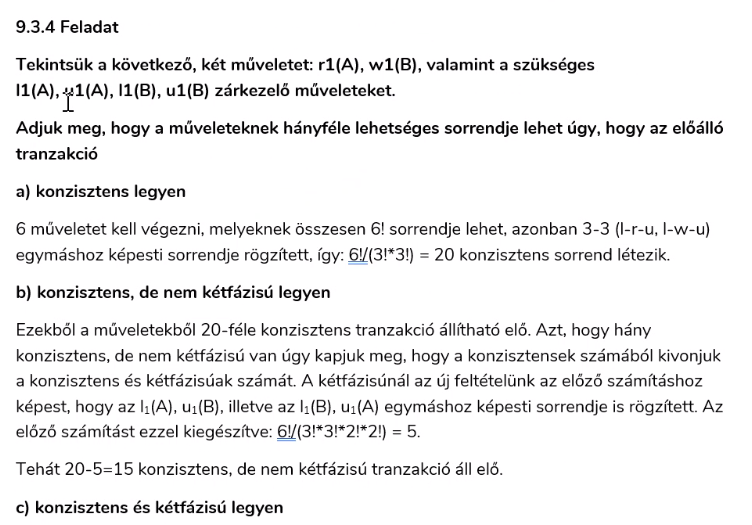 9.3.4 Feladat
Tekintsük a következő, két műveletet: r1(A), w1(B), valamint a szükséges
l1(A), u1(A), l1(B), u1(B) zárkezelő műveleteket.
Adjuk meg, hogy a műveleteknek hányféle lehetséges sorrendje lehet úgy, hogy az előálló
tranzakció
a) konzisztens legyen
6 műveletet kell végezni, melyeknek összesen 6! sorrendje lehet, azonban 3-3 (l-r-u, l-w-u)
egymáshoz képesti sorrendje rögzített, így: 6!/(3!*3!) = 20 konzisztens sorrend létezik.
b) konzisztens, de nem kétfázisú legyen
Ezekből a műveletekből 20-féle konzisztens tranzakció állítható elő. Azt, hogy hány
konzisztens, de nem kétfázisú van úgy kapjuk meg, hogy a konzisztensek számából kivonjuk
a konzisztens és kétfázisúak számát. A kétfázisúnál az új feltételünk az előző számításhoz
képest, hogy az l₁(A), u₁(B), illetve az l₁(B), u₁(A) egymáshoz képesti sorrendje is rögzített. Az
előző számítást ezzel kiegészítve: 6!/(3!*3!*2!*2!) = 5.
Tehát 20-5=15 konzisztens, de nem kétfázisú tranzakció áll elő.
c) konzisztens és kétfázisú legyen